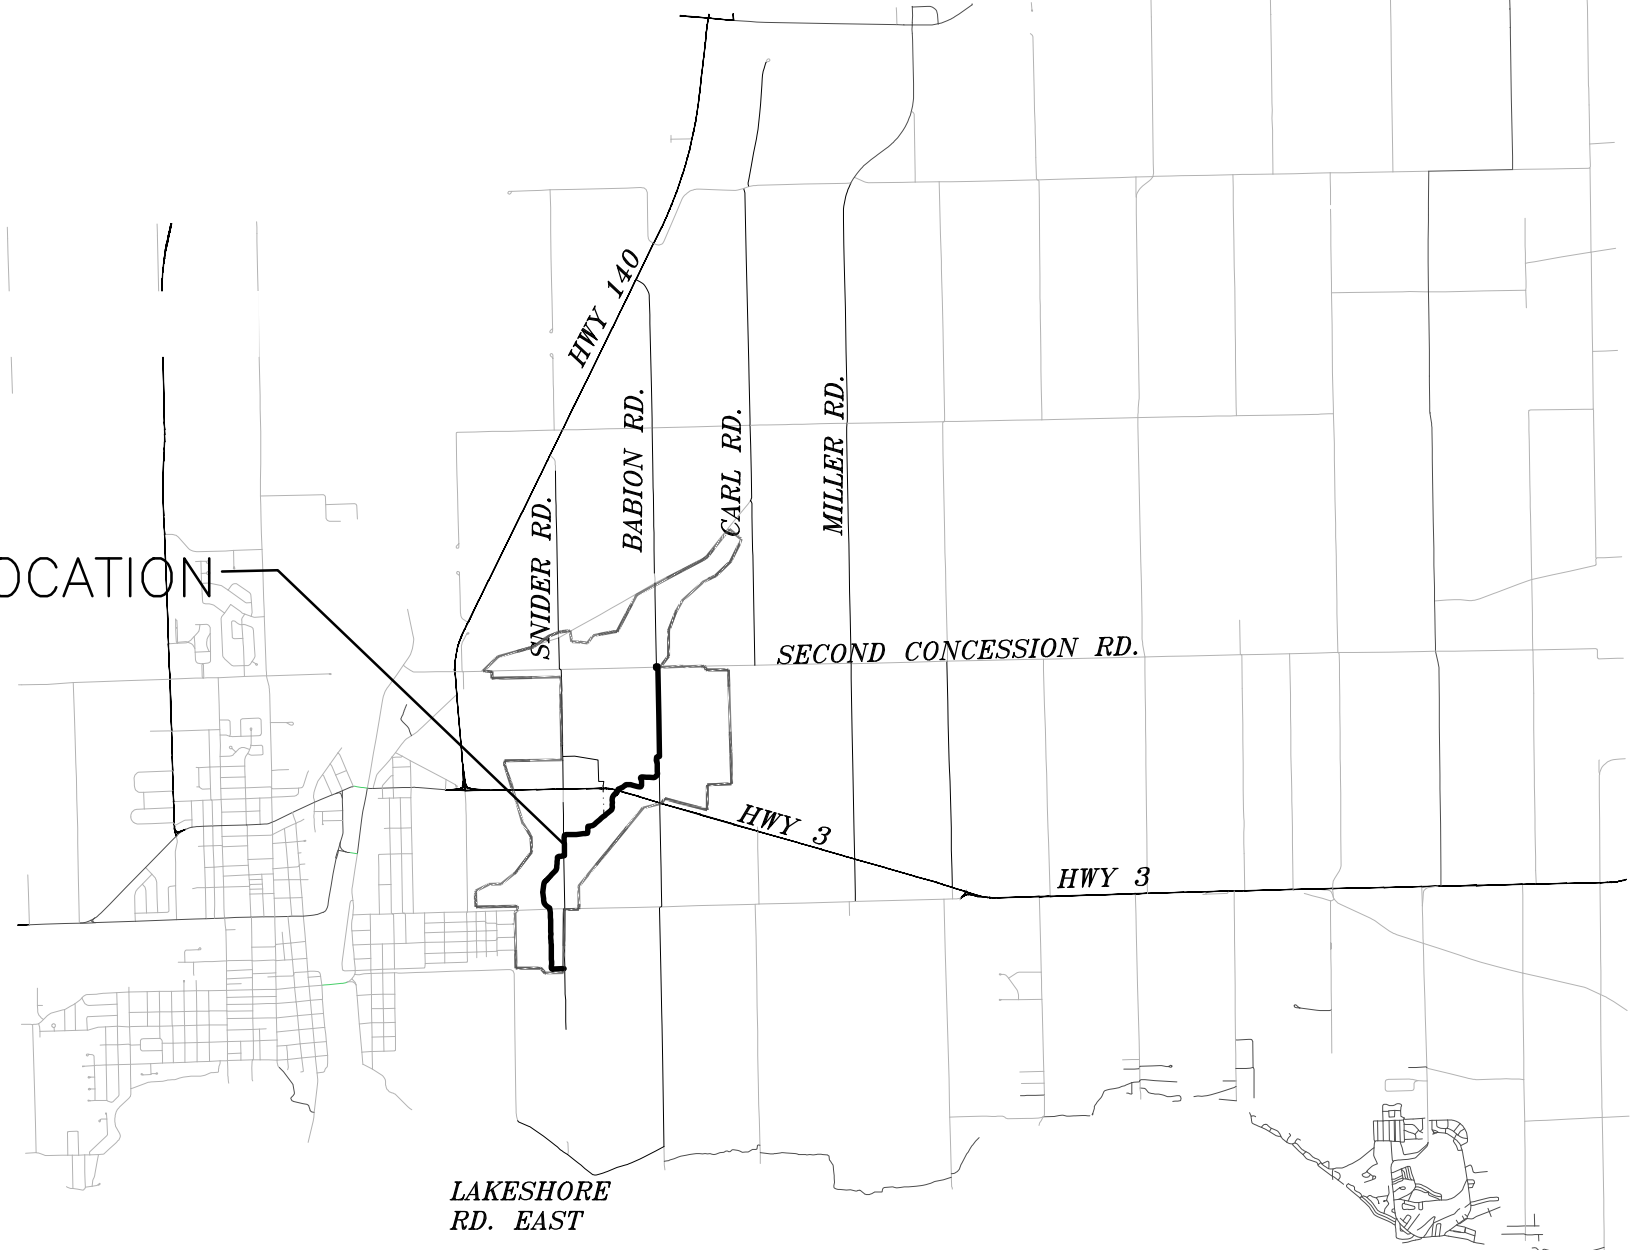 HWY 140
BABION RD.
CARL RD.
MILLER RD.
SNIDER RD.
OCATION
SECOND CONCESSION RD.
HWY 3
HWY 3
LAKESHORE
RD. EAST